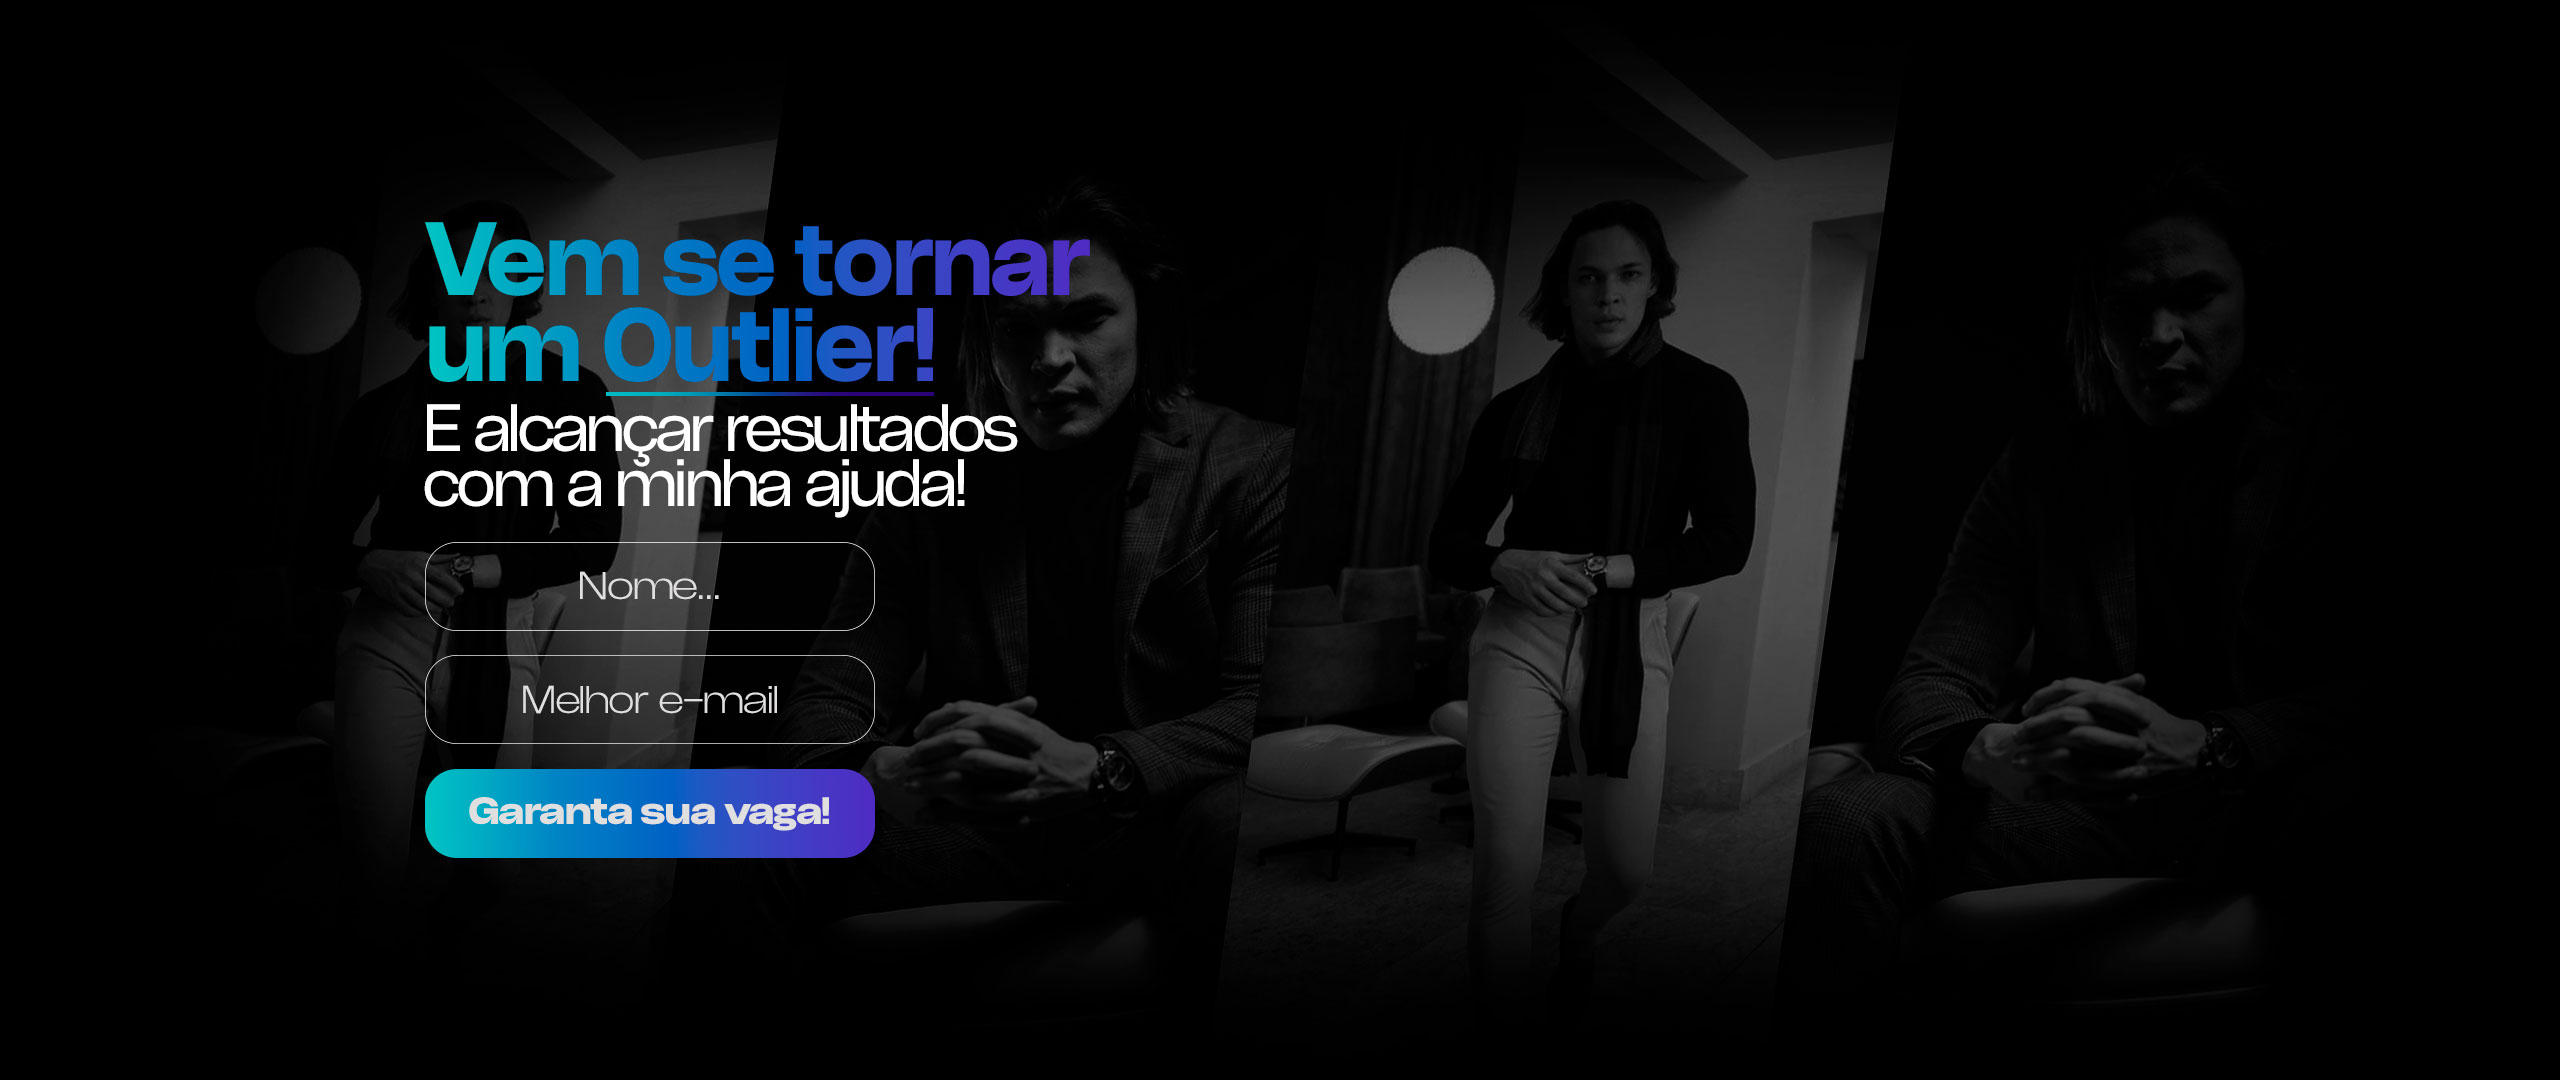 Vem se tornar
um Outlier!
E alcançar resultados
com a minha ajuda!
Nome...
Melhor e-mail
Garanta sua vaga!